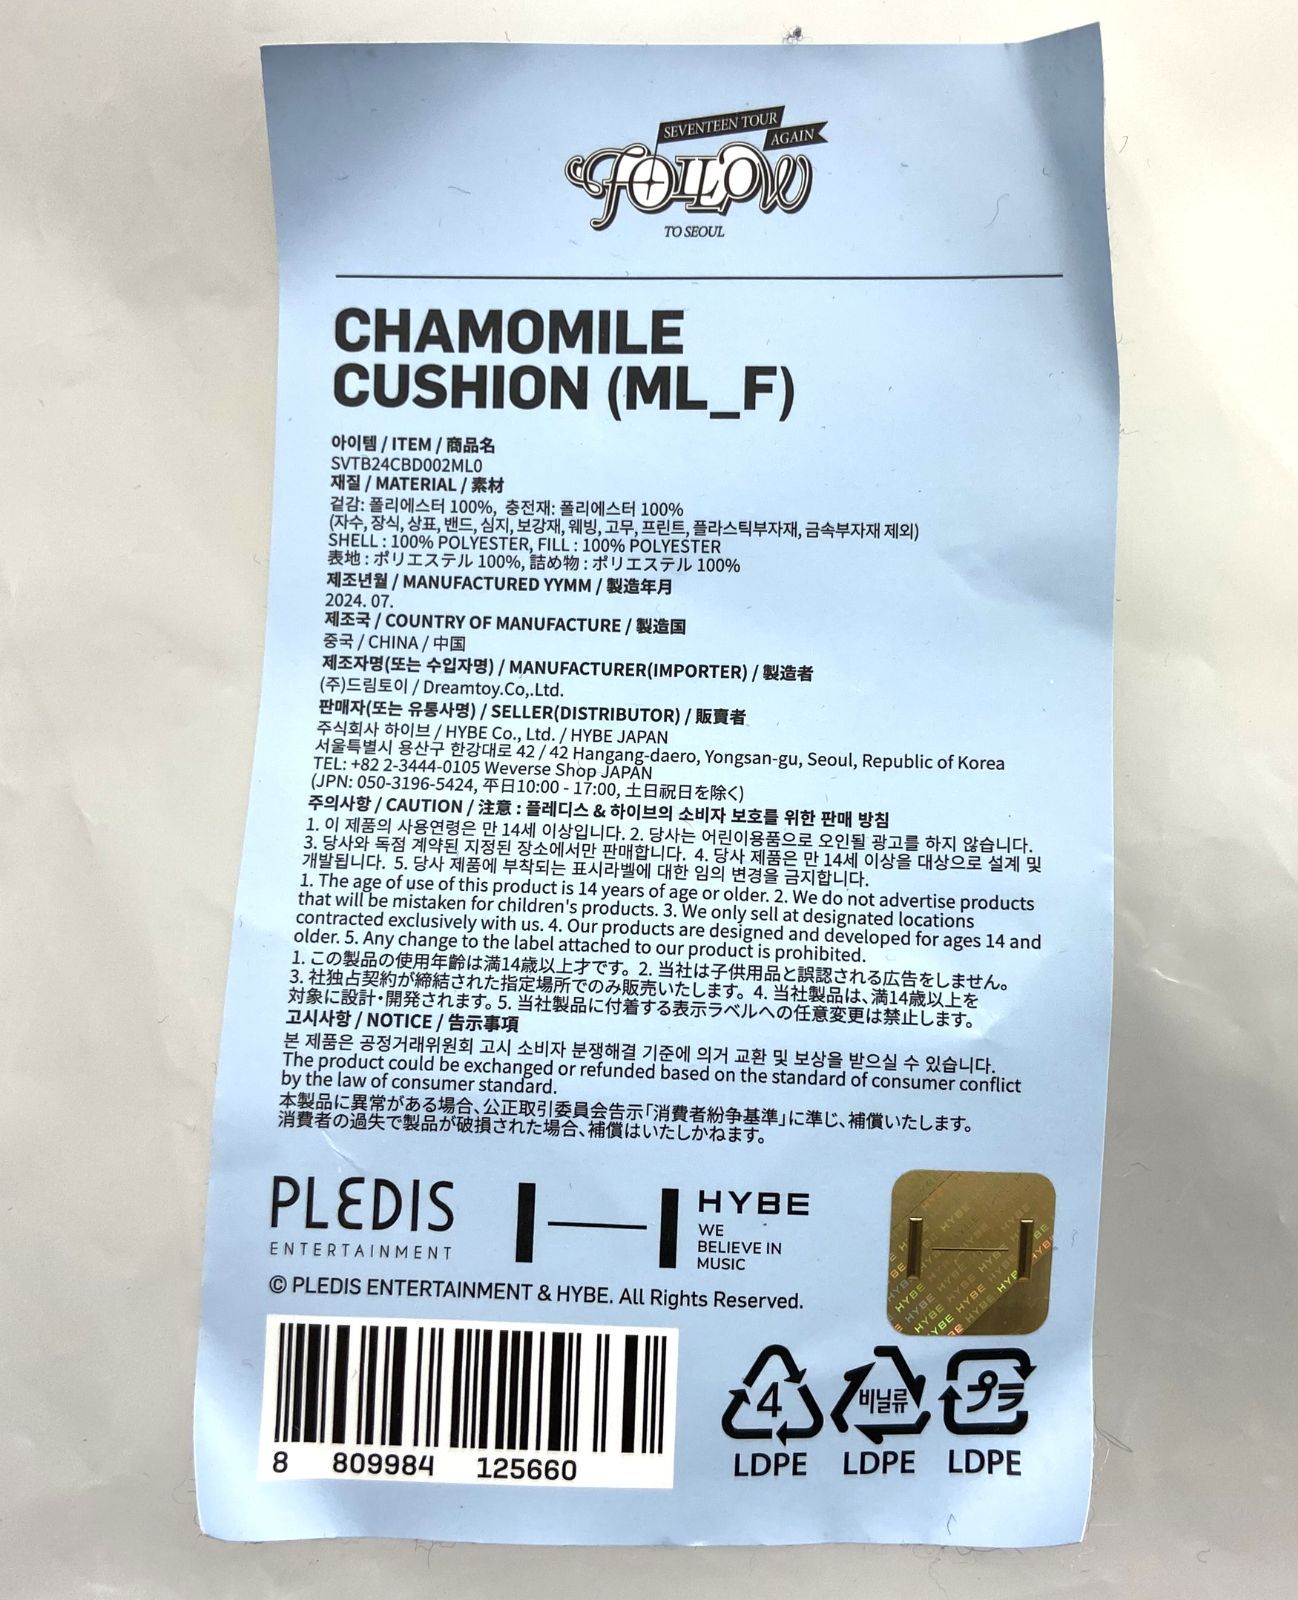 SEVENTEEN TOUR
AGAIN
FOLLOW
TO SEOUL
CHAMOMILE
CUSHION (ML_F)
아이템 / ITEM / 商品名
SVTB24CBD002ML0
재질 / MATERIAL / 素材
겉감: 폴리에스터 100%, 충전재: 폴리에스터 100%
(자수, 장식, 상표, 밴드, 심지, 보강재, 웨빙, 고무, 프린트, 플라스틱부자재, 금속부자재 제외)
SHELL : 100% POLYESTER, FILL : 100% POLYESTER
表地 : ポリエステル 100%, 詰め物 : ポリエステル 100%
제조년월 / MANUFACTURED YYMM / 製造年月
2024. 07.
제조국 / COUNTRY OF MANUFACTURE / 製造国
중국 / CHINA / 中国
제조자명(또는 수입자명) / MANUFACTURER(IMPORTER) / 製造者
(주)드림토이 / Dreamtoy.Co,.Ltd.
판매자(또는 유통사명) / SELLER(DISTRIBUTOR) / 販賣者
주식회사 하이브 / HYBE Co., Ltd. / HYBE JAPAN
서울특별시 용산구 한강대로 42 / 42 Hangang-daero, Yongsan-gu, Seoul, Republic of Korea
TEL: +82 2-3444-0105 Weverse Shop JAPAN
(JPN: 050-3196-5424, 平日10:00 - 17:00, 土日祝日を除く)
주의사항 / CAUTION / 注意 : 플레디스 & 하이브의 소비자 보호를 위한 판매 방침
1. 이 제품의 사용연령은 만 14세 이상입니다. 2. 당사는 어린이용품으로 오인될 광고를 하지 않습니다.
3. 당사와 독점 계약된 지정된 장소에서만 판매합니다. 4. 당사 제품은 만 14세 이상을 대상으로 설계 및
개발됩니다. 5. 당사 제품에 부착되는 표시라벨에 대한 임의 변경을 금지합니다.
1. The age of use of this product is 14 years of age or older. 2. We do not advertise products
that will be mistaken for children's products. 3. We only sell at designated locations
contracted exclusively with us. 4. Our products are designed and developed for ages 14 and
older. 5. Any change to the label attached to our product is prohibited.
1. この製品の使用年齢は満14歳以上才です。 2. 当社は子供用品と誤認される広告をしません。
3. 社独占契約が締結された指定場所でのみ販売いたします。 4. 当社製品は、満14歳以上を
対象に設計・開発されます。 5. 当社製品に付着する表示ラベルへの任意変更は禁止します。
고시사항 / NOTICE / 告示事項
본 제품은 공정거래위원회 고시 소비자 분쟁해결 기준에 의거 교환 및 보상을 받으실 수 있습니다.
The product could be exchanged or refunded based on the standard of consumer conflict
by the law of consumer standard.
本製品に異常がある場合、公正取引委員会告示「消費者紛争基準」に準じ、補償いたします。
消費者の過失で製品が破損された場合、補償はいたしかねます。
PLEDIS
ENTERTAINMENT
HYBE
WE
BELIEVE IN
MUSIC
© PLEDIS ENTERTAINMENT & HYBE. All Rights Reserved.
HYBE HYBE HYBE
8 809984 125660
4 비닐류 プラ
LDPE LDPE LDPE